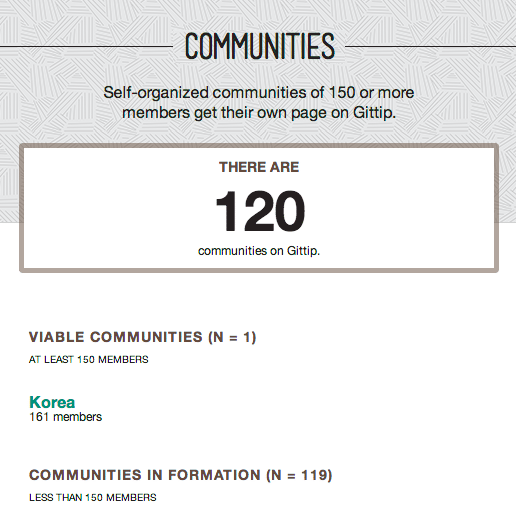 COMMUNITIES
Self-organized communities of 150 or more
members get their own page on Gittip.
THERE ARE
120
communities on Gittip.
VIABLE COMMUNITIES (N = 1)
AT LEAST 150 MEMBERS
Korea
161 members
COMMUNITIES IN FORMATION (N = 119)
LESS THAN 150 MEMBERS